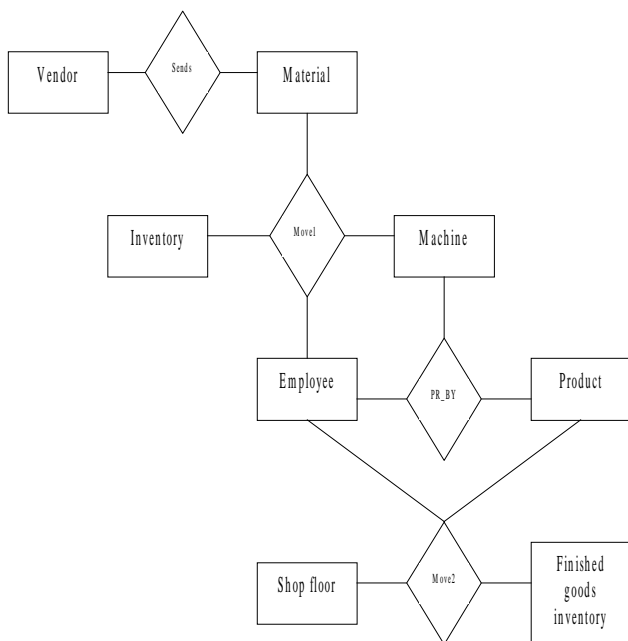 Vendor
Sends
Material
Inventory
Move1
Machine
Employee
PR_BY
Product
Shop floor
Move2
Finished
goods
inventory